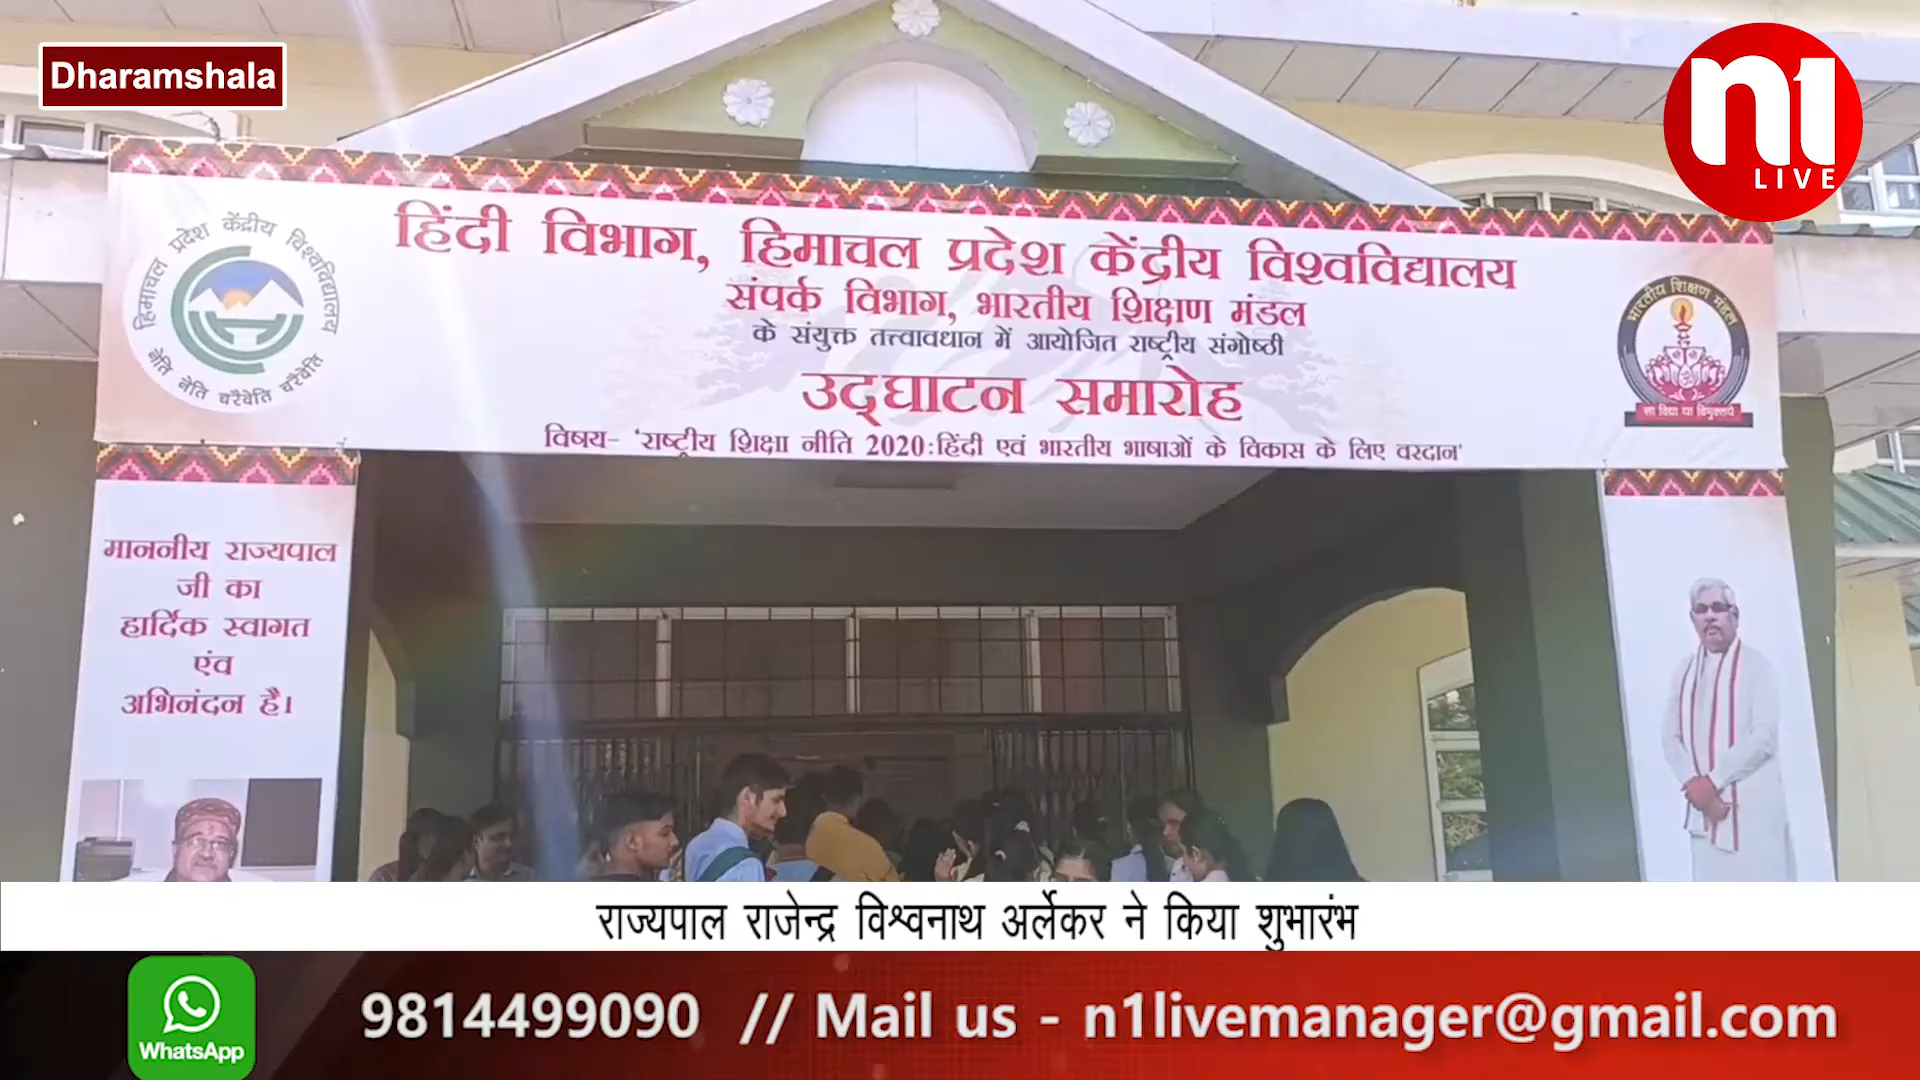 Dharamshala
n1
LIVE
हिमाचल प्रदेश केंद्रीय विश्वविद्यालय
नेति नेति चरैवेति चरैवेति
हिंदी विभाग, हिमाचल प्रदेश केंद्रीय विश्वविद्यालय
संपर्क विभाग, भारतीय शिक्षण मंडल
के संयुक्त तत्त्वावधान में आयोजित राष्ट्रीय संगोष्ठी
उद्घाटन समारोह
विषय- 'राष्ट्रीय शिक्षा नीति 2020:हिंदी एवं भारतीय भाषाओं के विकास के लिए वरदान'
भारतीय शिक्षण मंडल
सा विद्या या विमुक्तये
माननीय राज्यपाल
जी का
हार्दिक स्वागत
एंव
अभिनंदन है।
राज्यपाल राजेन्द्र विश्वनाथ अर्लेकर ने किया शुभारंभ
WhatsApp
9814499090 // Mail us - n1livemanager@gmail.com